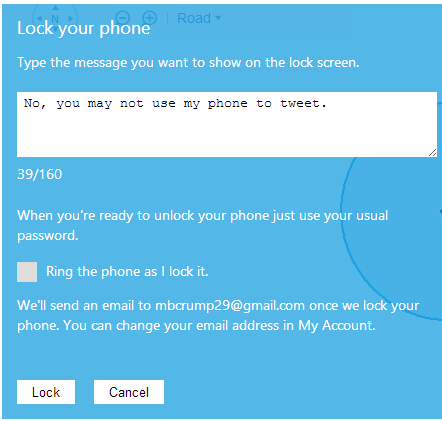 N
Road
Lock your phone
Type the message you want to show on the lock screen.
No, you may not use my phone to tweet.
39/160
When you're ready to unlock your phone just use your usual
password.
Ring the phone as I lock it.
We'll send an email to mbcrump29@gmail.com once we lock your
phone. You can change your email address in My Account.
Lock Cancel